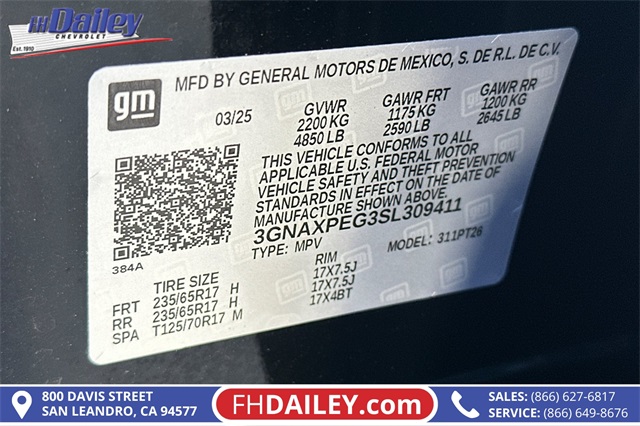 FHDailey
CHEVROLET
Est. 1910
MFD BY GENERAL MOTORS DE MEXICO, S. DE R.L. DE C.V.
gm
03/25
GVWR
2200 KG
4850 LB
GAWR FRT
1175 KG
2590 LB
GAWR RR
1200 KG
2645 LB
THIS VEHICLE CONFORMS TO ALL
APPLICABLE U.S. FEDERAL MOTOR
VEHICLE SAFETY AND THEFT PREVENTION
STANDARDS IN EFFECT ON THE DATE OF
MANUFACTURE SHOWN ABOVE.
3GNAXPEG3SL309411
TYPE: MPV
MODEL: 311PT26
384A
TIRE SIZE
RIM
FRT 235/65R17 H 17X7.5J
RR 235/65R17 H 17X7.5J
SPA T125/70R17 M 17X4BT
800 DAVIS STREET
SAN LEANDRO, CA 94577
FHDAILEY.com
SALES: (866) 627-6817
SERVICE: (866) 649-8676